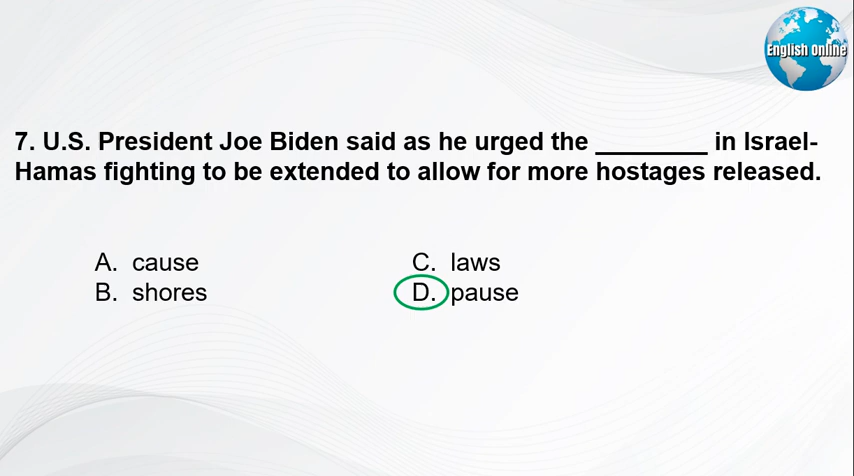 English Online
7. U.S. President Joe Biden said as he urged the ________ in Israel-
Hamas fighting to be extended to allow for more hostages released.
A. cause
B. shores
C. laws
D. pause